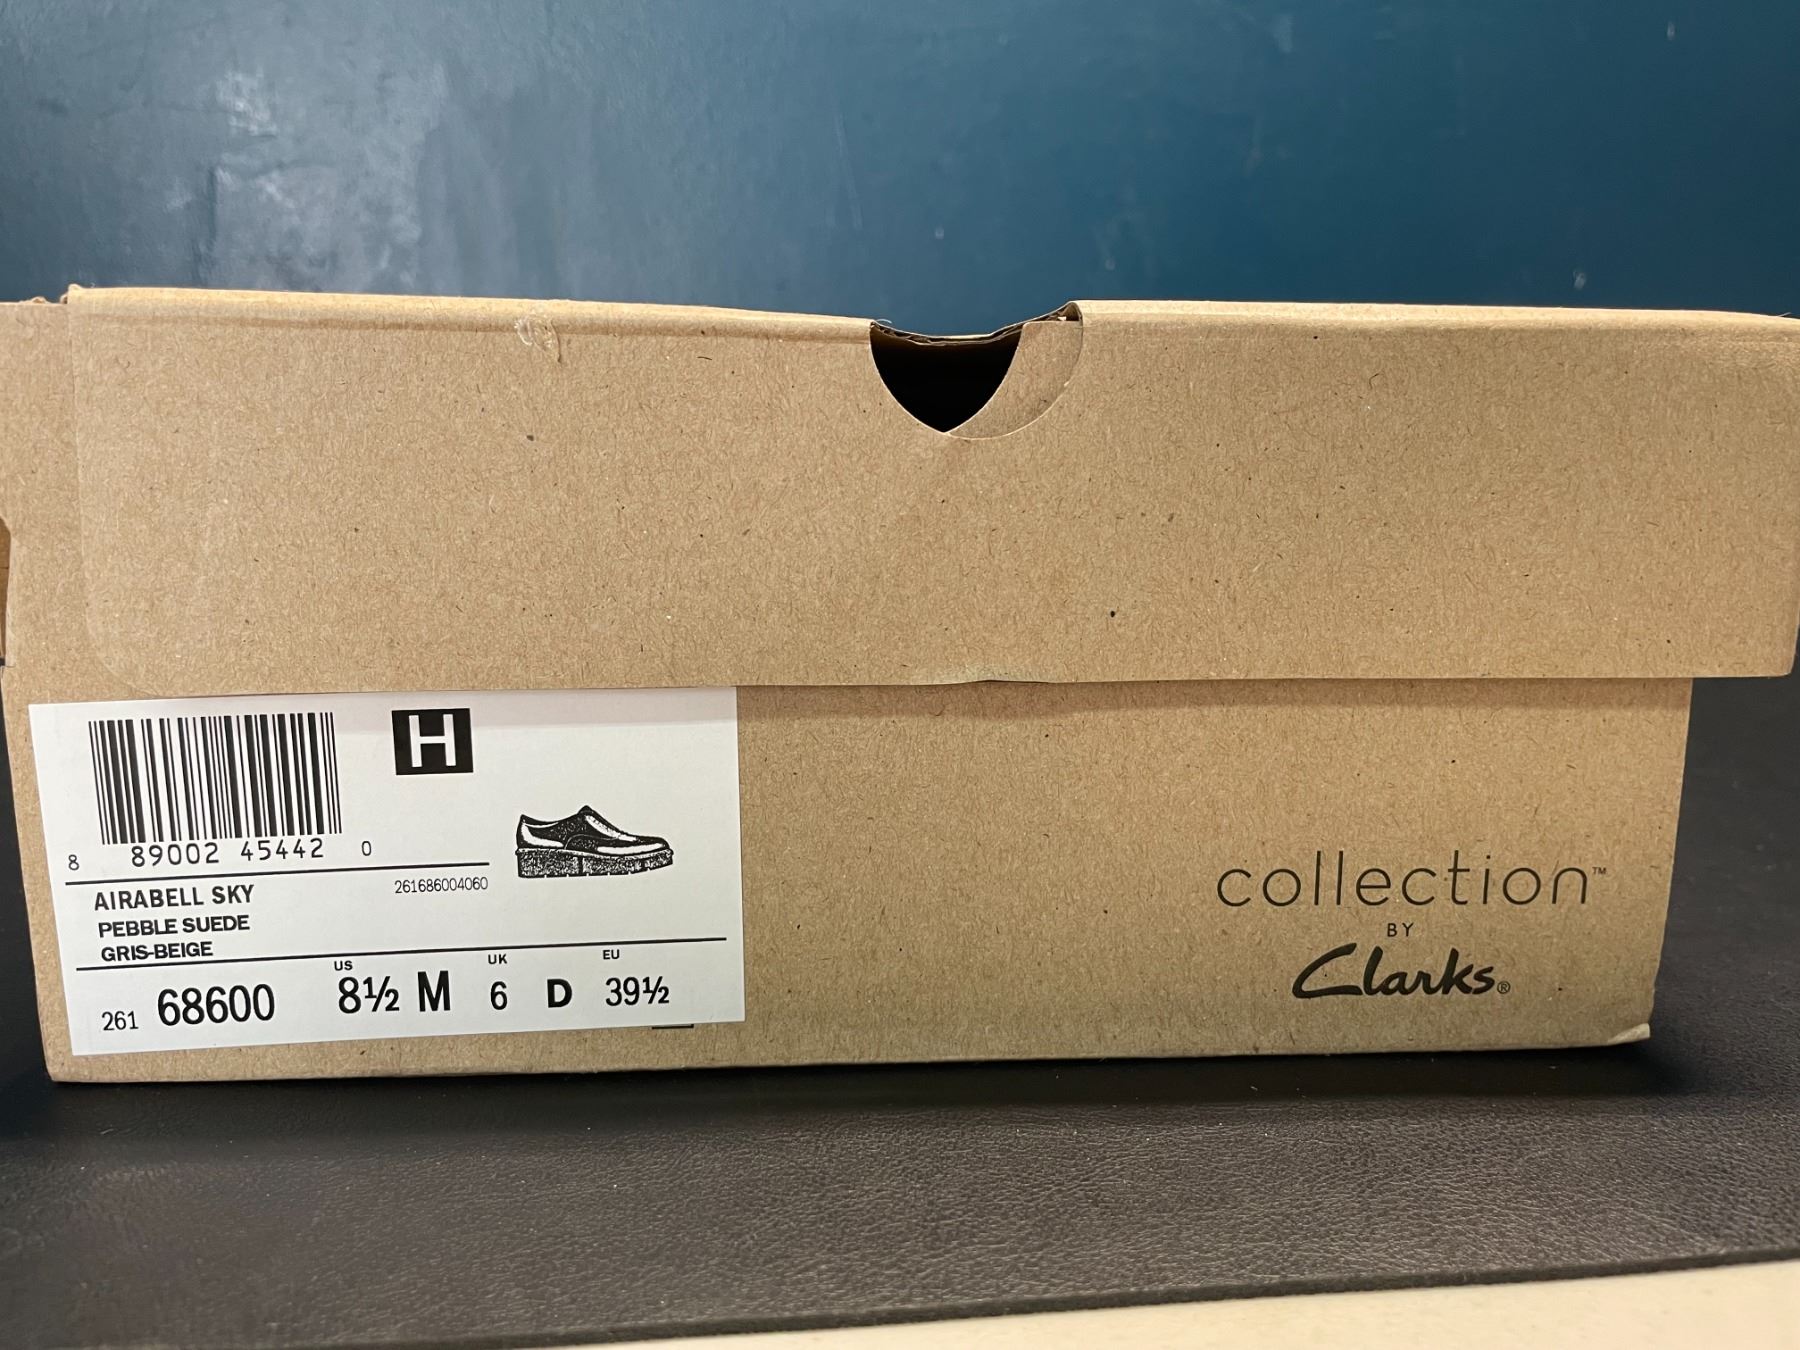 H
8 89002 45442 0
261686004060
AIRABELL SKY
PEBBLE SUEDE
GRIS-BEIGE
US UK EU
261 68600 8½ M 6 D 39½
collection™
BY
Clarks®